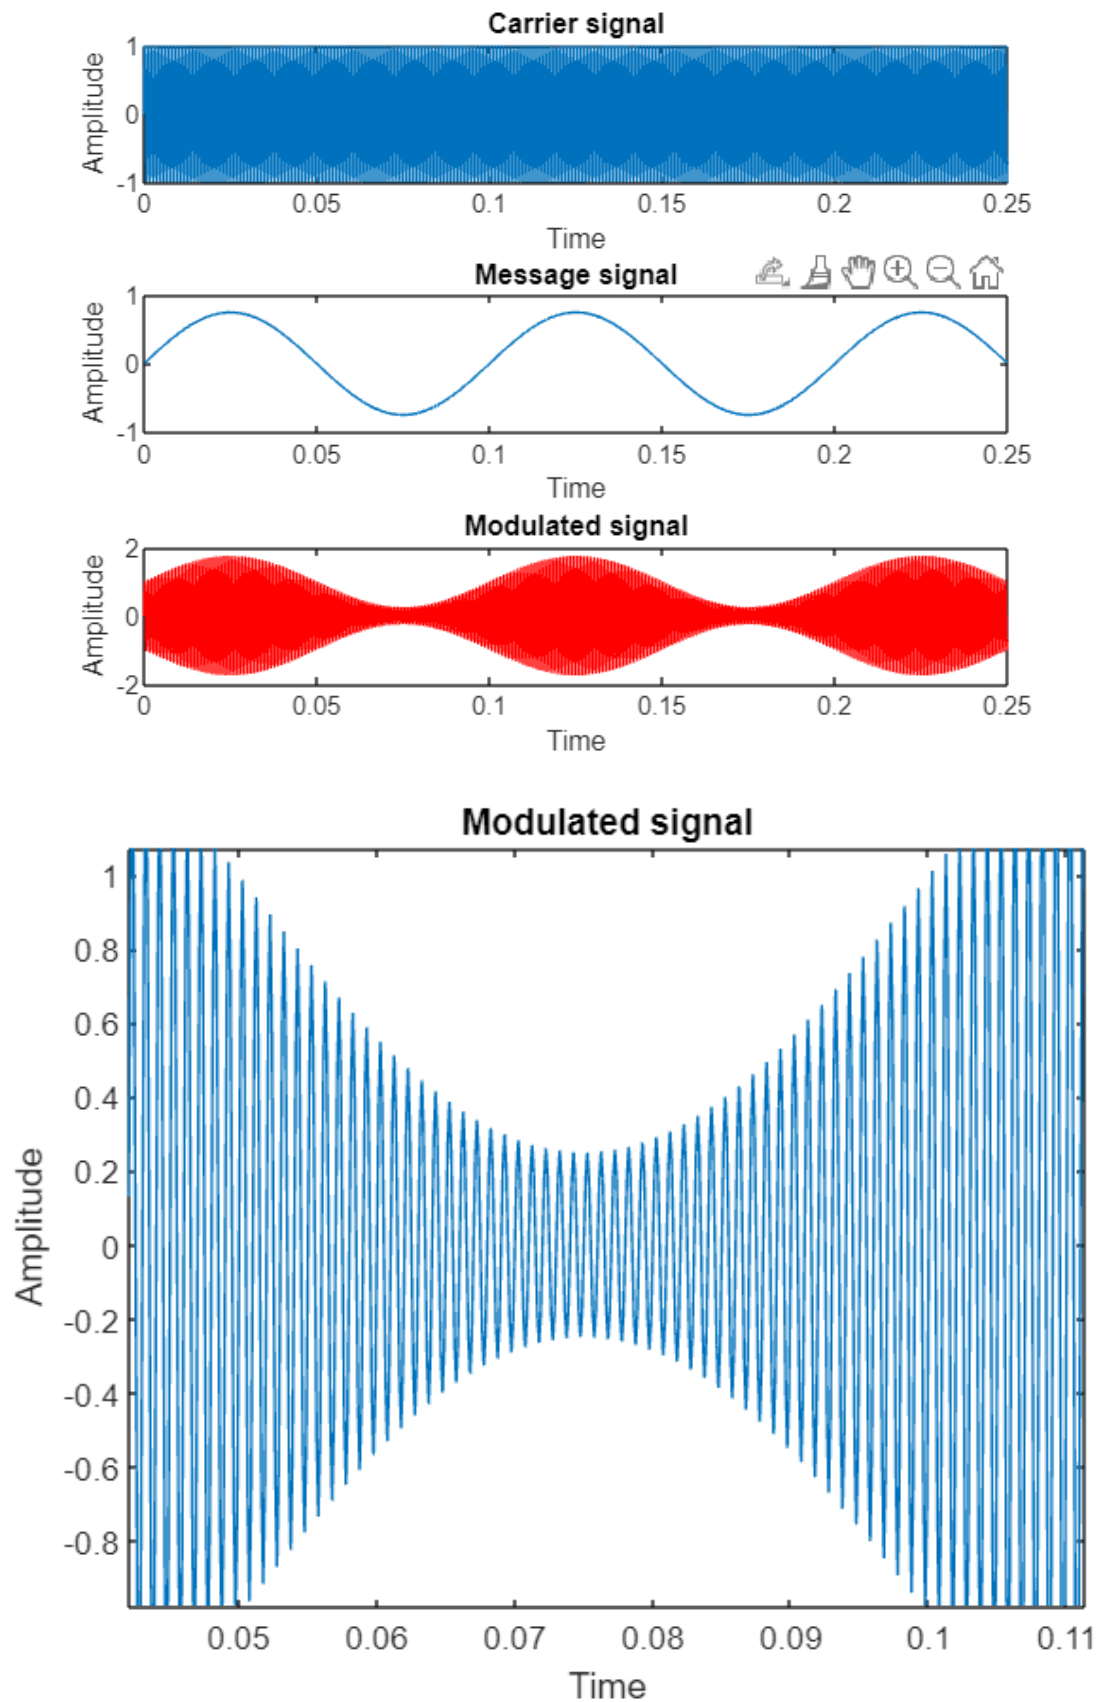 Carrier signal
Amplitude
1
0
-1
0 0.05 0.1 0.15 0.2 0.25
Time
Message signal
Amplitude
1
0
-1
0 0.05 0.1 0.15 0.2 0.25
Time
Modulated signal
Amplitude
2
0
-2
0 0.05 0.1 0.15 0.2 0.25
Time
Modulated signal
Amplitude
1
0.8
0.6
0.4
0.2
0
-0.2
-0.4
-0.6
-0.8
0.05 0.06 0.07 0.08 0.09 0.1 0.11
Time